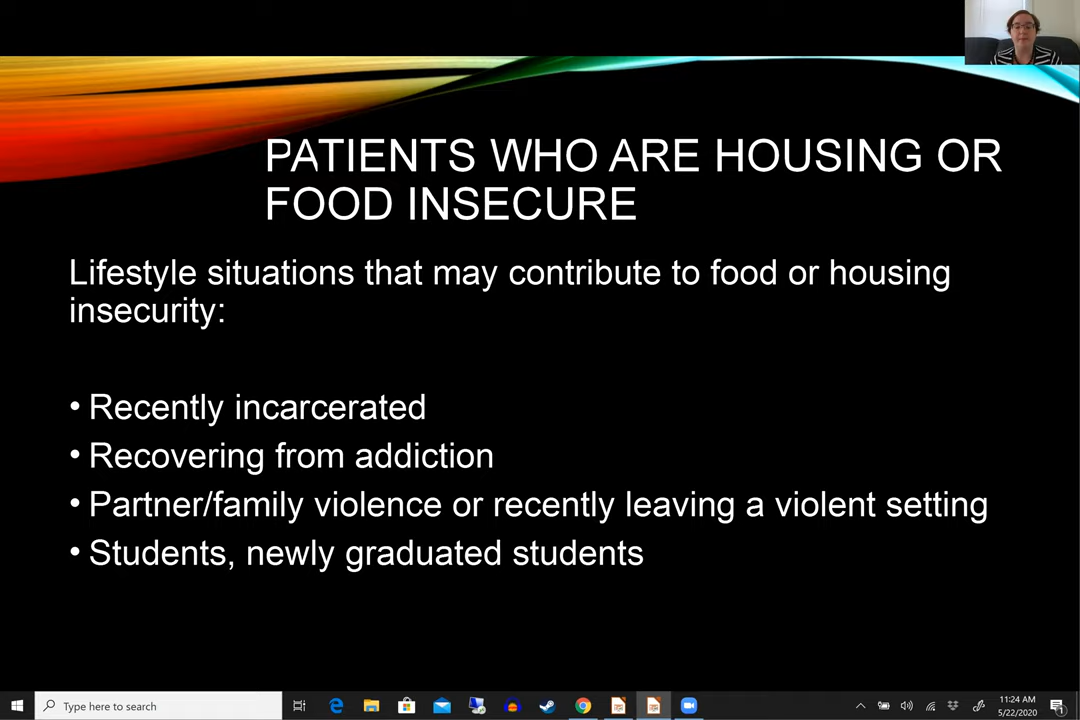 PATIENTS WHO ARE HOUSING OR
FOOD INSECURE
Lifestyle situations that may contribute to food or housing
insecurity:
• Recently incarcerated
• Recovering from addiction
• Partner/family violence or recently leaving a violent setting
• Students, newly graduated students
Type here to search
11:24 AM
5/22/2020
1